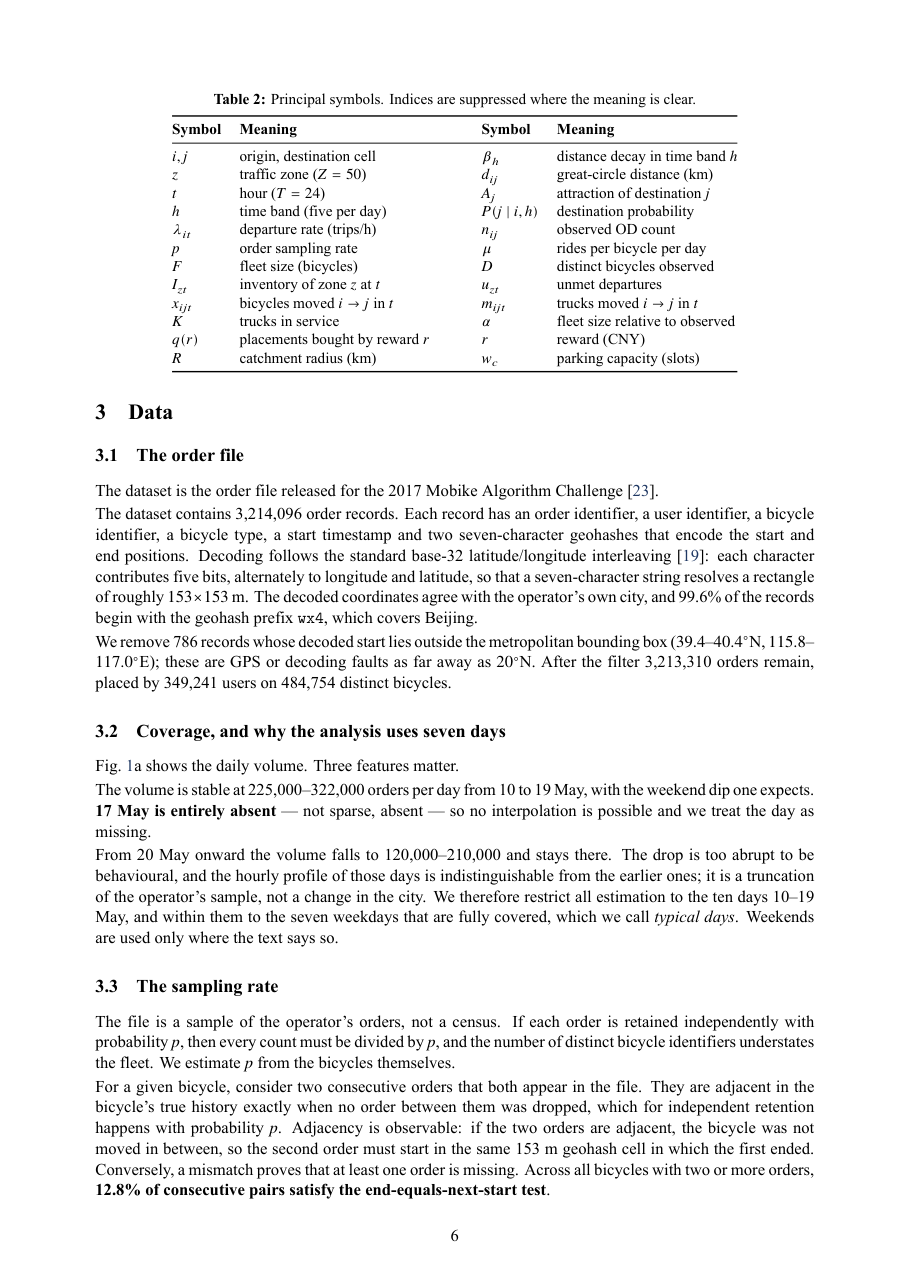 Table 2: Principal symbols. Indices are suppressed where the meaning is clear.
Symbol Meaning Symbol Meaning
i, j origin, destination cell β_h distance decay in time band h
z traffic zone (Z = 50) d_ij great-circle distance (km)
t hour (T = 24) A_j attraction of destination j
h time band (five per day) P(j | i, h) destination probability
λ_it departure rate (trips/h) n_ij observed OD count
p order sampling rate μ rides per bicycle per day
F fleet size (bicycles) D distinct bicycles observed
I_zt inventory of zone z at t u_zt unmet departures
x_ijt bicycles moved i → j in t m_ijt trucks moved i → j in t
K trucks in service α fleet size relative to observed
q(r) placements bought by reward r r reward (CNY)
R catchment radius (km) w_c parking capacity (slots)
3 Data
3.1 The order file
The dataset is the order file released for the 2017 Mobike Algorithm Challenge [23].
The dataset contains 3,214,096 order records. Each record has an order identifier, a user identifier, a bicycle
identifier, a bicycle type, a start timestamp and two seven-character geohashes that encode the start and
end positions. Decoding follows the standard base-32 latitude/longitude interleaving [19]: each character
contributes five bits, alternately to longitude and latitude, so that a seven-character string resolves a rectangle
of roughly 153×153 m. The decoded coordinates agree with the operator's own city, and 99.6% of the records
begin with the geohash prefix wx4, which covers Beijing.
We remove 786 records whose decoded start lies outside the metropolitan bounding box (39.4–40.4°N, 115.8–
117.0°E); these are GPS or decoding faults as far away as 20°N. After the filter 3,213,310 orders remain,
placed by 349,241 users on 484,754 distinct bicycles.
3.2 Coverage, and why the analysis uses seven days
Fig. 1a shows the daily volume. Three features matter.
The volume is stable at 225,000–322,000 orders per day from 10 to 19 May, with the weekend dip one expects.
17 May is entirely absent — not sparse, absent — so no interpolation is possible and we treat the day as
missing.
From 20 May onward the volume falls to 120,000–210,000 and stays there. The drop is too abrupt to be
behavioural, and the hourly profile of those days is indistinguishable from the earlier ones; it is a truncation
of the operator's sample, not a change in the city. We therefore restrict all estimation to the ten days 10–19
May, and within them to the seven weekdays that are fully covered, which we call typical days. Weekends
are used only where the text says so.
3.3 The sampling rate
The file is a sample of the operator's orders, not a census. If each order is retained independently with
probability p, then every count must be divided by p, and the number of distinct bicycle identifiers understates
the fleet. We estimate p from the bicycles themselves.
For a given bicycle, consider two consecutive orders that both appear in the file. They are adjacent in the
bicycle's true history exactly when no order between them was dropped, which for independent retention
happens with probability p. Adjacency is observable: if the two orders are adjacent, the bicycle was not
moved in between, so the second order must start in the same 153 m geohash cell in which the first ended.
Conversely, a mismatch proves that at least one order is missing. Across all bicycles with two or more orders,
12.8% of consecutive pairs satisfy the end-equals-next-start test.
6